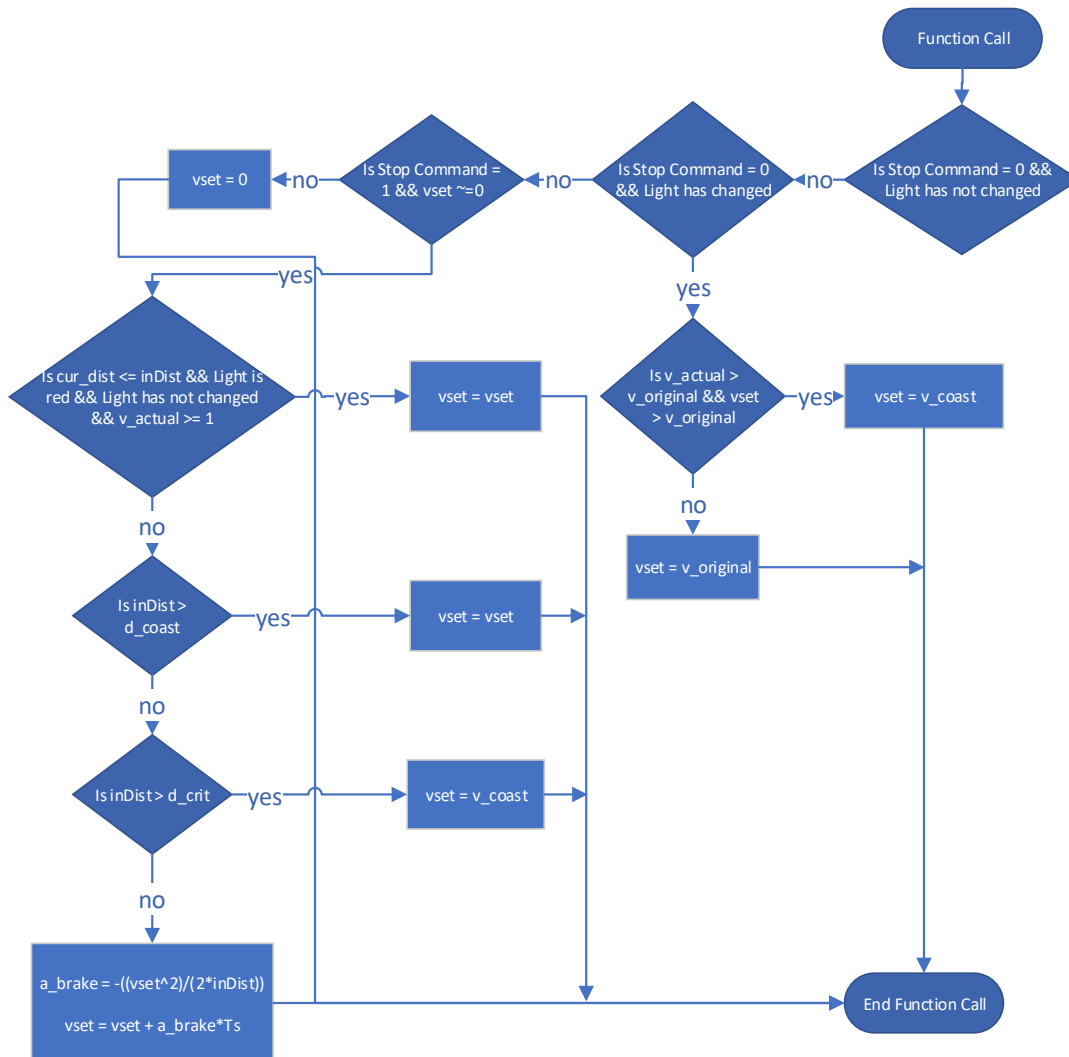 Function Call
Is Stop Command = 0 &&
Light has not changed
no
Is Stop Command = 0
&& Light has changed
no
Is Stop Command =
1 && vset ~=0
no
vset = 0
yes
yes
Is cur_dist <= inDist && Light is
red && Light has not changed
&& v_actual >= 1
yes
vset = vset
Is v_actual >
v_original && vset
> v_original
yes
vset = v_coast
no
no
vset = v_original
Is inDist >
d_coast
yes
vset = vset
no
Is inDist > d_crit
yes
vset = v_coast
no
a_brake = -((vset^2)/(2*inDist))
vset = vset + a_brake*Ts
End Function Call